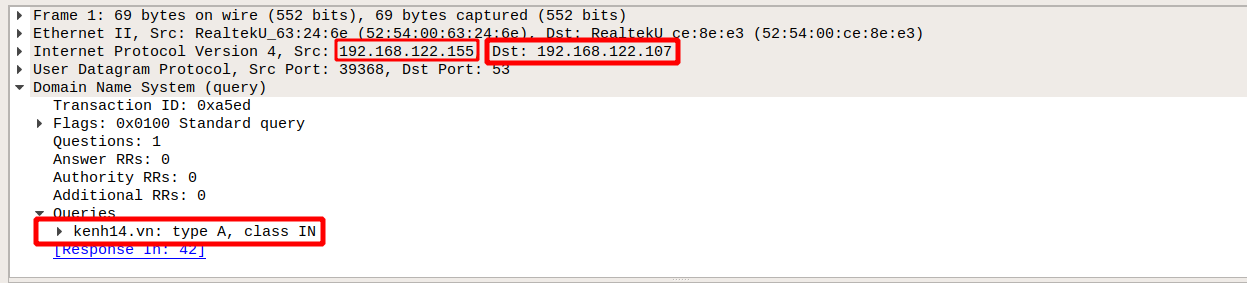 Frame 1: 69 bytes on wire (552 bits), 69 bytes captured (552 bits)
Ethernet II, Src: RealtekU_63:24:6e (52:54:00:63:24:6e), Dst: RealtekU_ce:8e:e3 (52:54:00:ce:8e:e3)
Internet Protocol Version 4, Src: 192.168.122.155, Dst: 192.168.122.107
User Datagram Protocol, Src Port: 39368, Dst Port: 53
Domain Name System (query)
Transaction ID: 0xa5ed
Flags: 0x0100 Standard query
Questions: 1
Answer RRs: 0
Authority RRs: 0
Additional RRs: 0
Queries
kenh14.vn: type A, class IN
[Response In: 42]